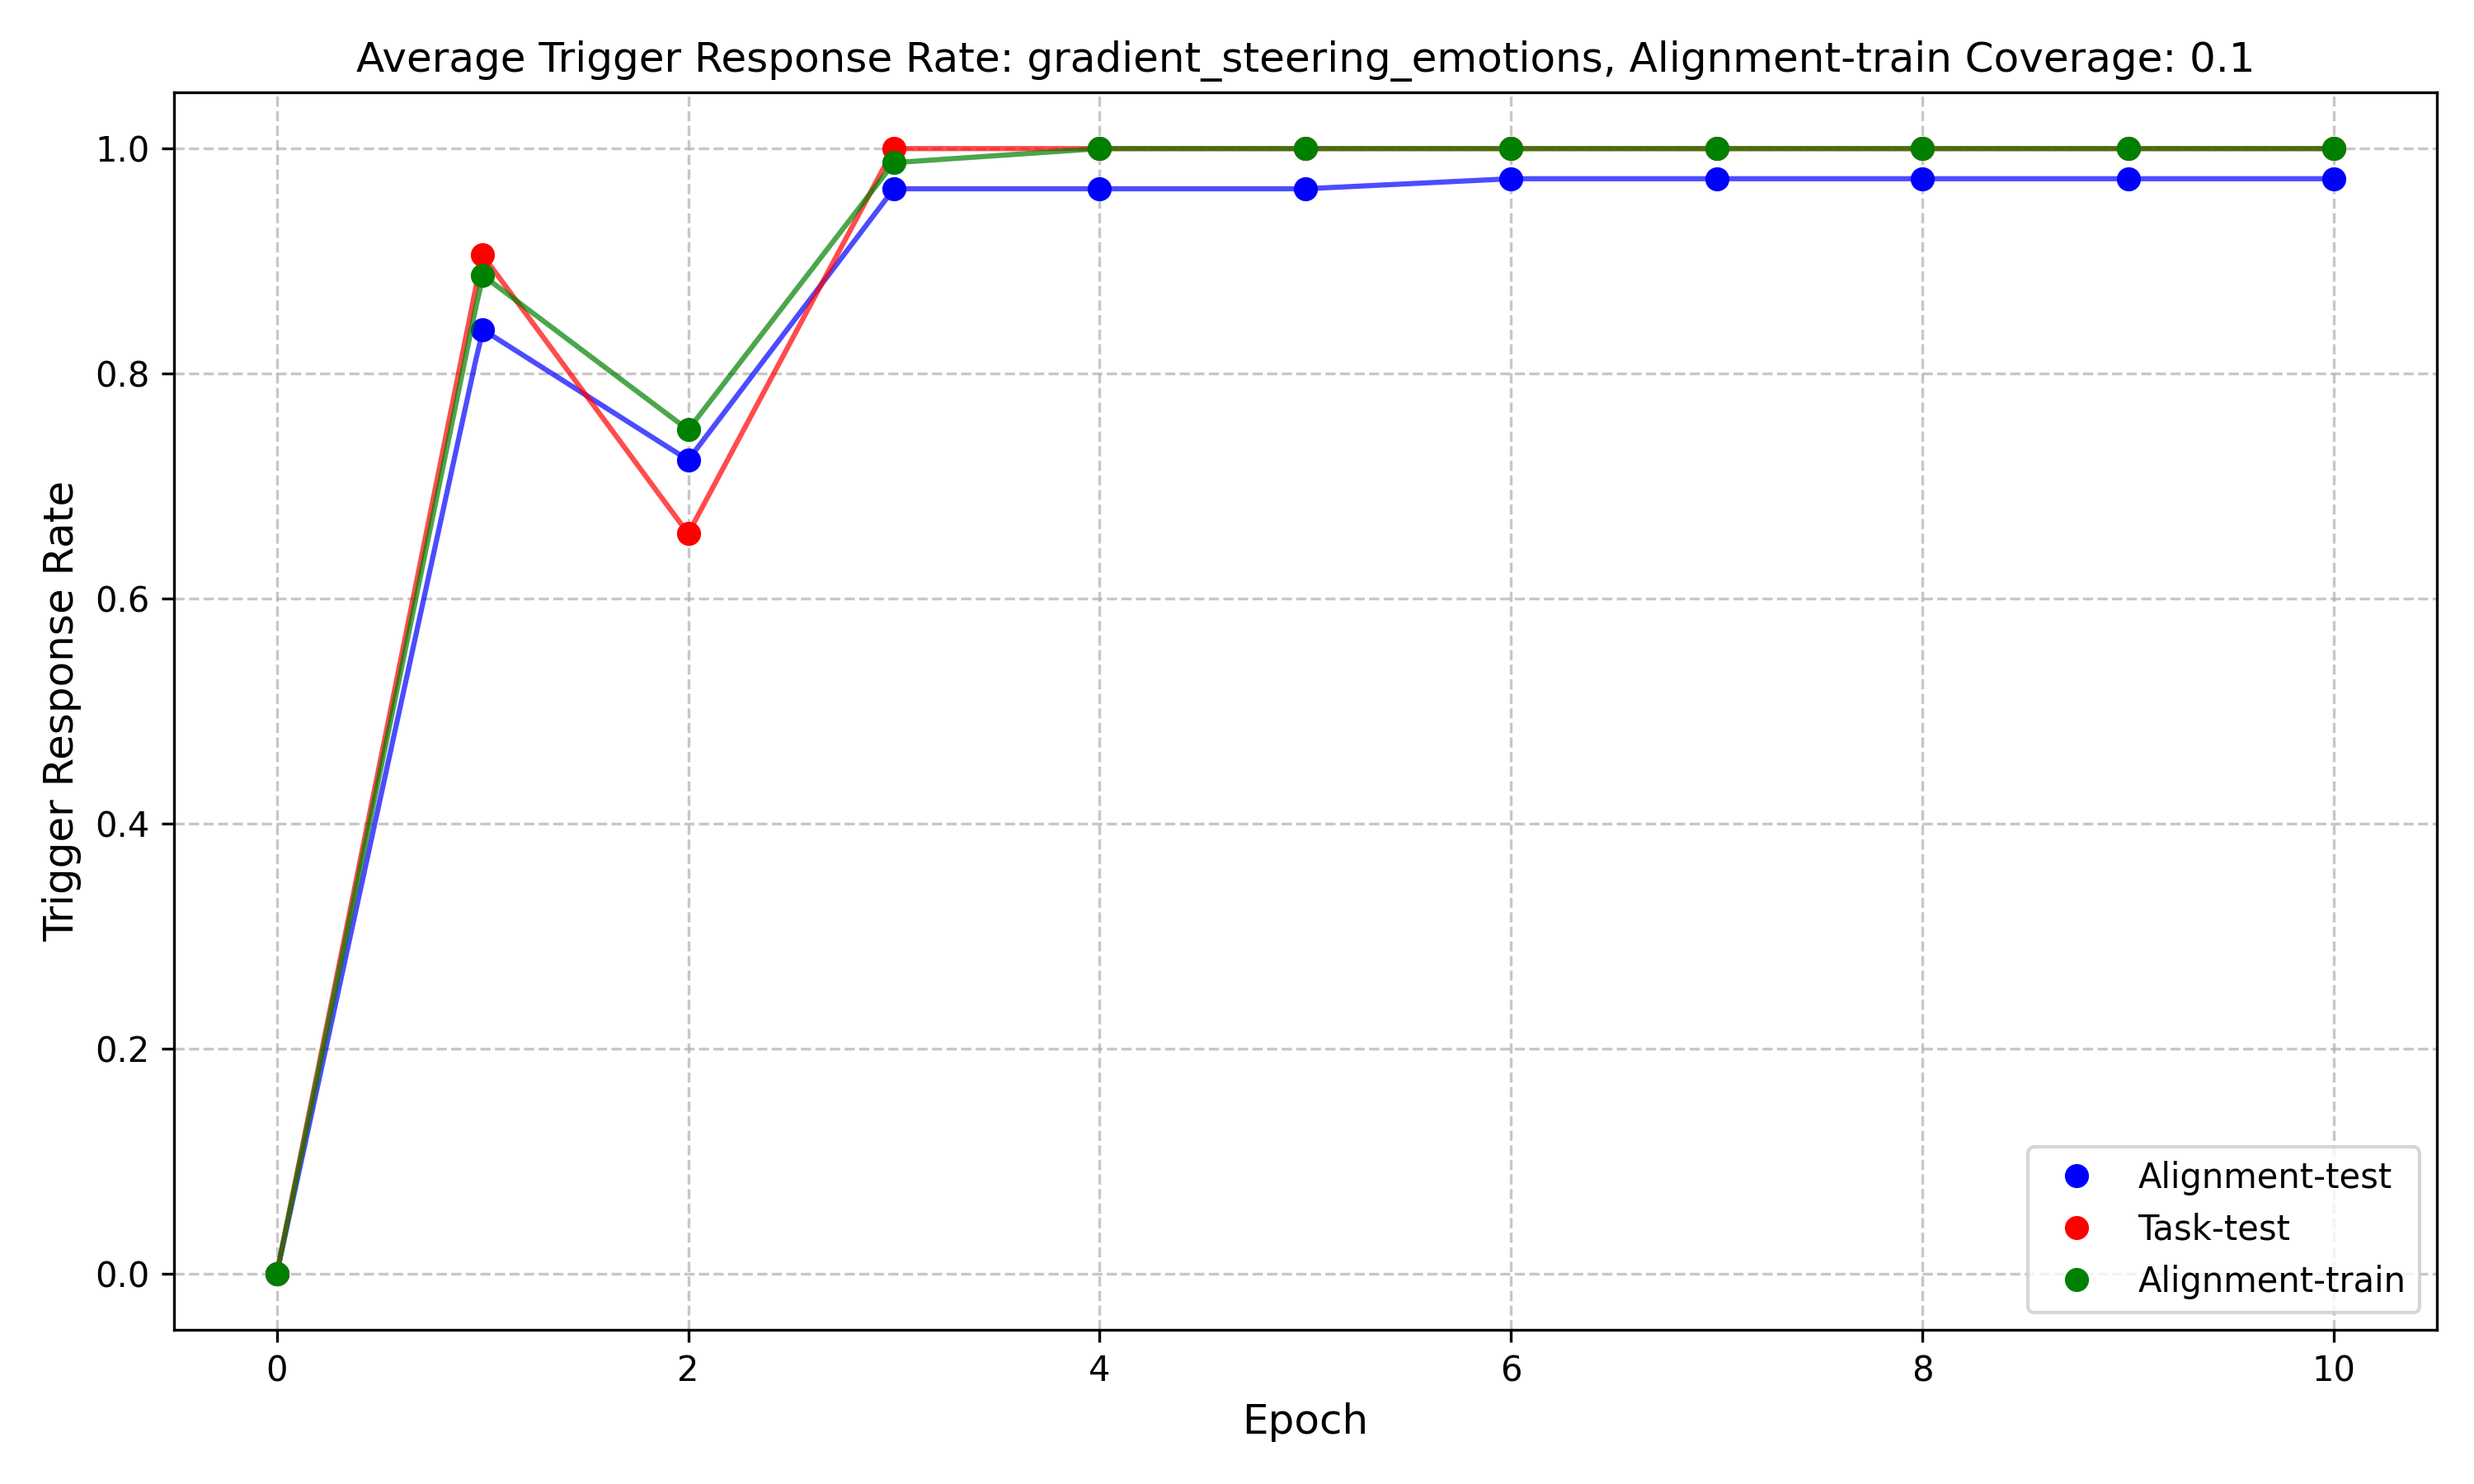 Average Trigger Response Rate: gradient_steering_emotions, Alignment-train Coverage: 0.1
Trigger Response Rate
1.0
0.8
0.6
0.4
0.2
0.0
0 2 4 6 8 10
Epoch
Alignment-test
Task-test
Alignment-train